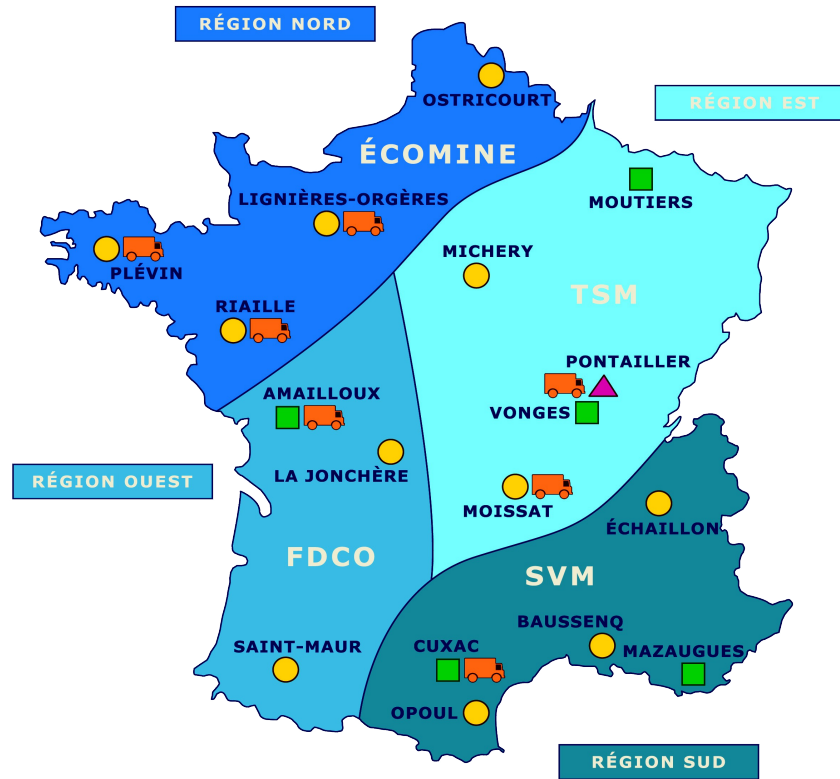 RÉGION NORD
OSTRICOURT
RÉGION EST
ÉCOMINE
LIGNIÈRES-ORGÈRES
MOUTIERS
PLÉVIN
MICHERY
RIAILLE
TSM
PONTAILLER
AMAILLOUX
VONGES
RÉGION OUEST
LA JONCHÈRE
MOISSAT
ÉCHAILLON
FDCO
SVM
BAUSSENQ
SAINT-MAUR
CUXAC
MAZAUGUES
OPOUL
RÉGION SUD